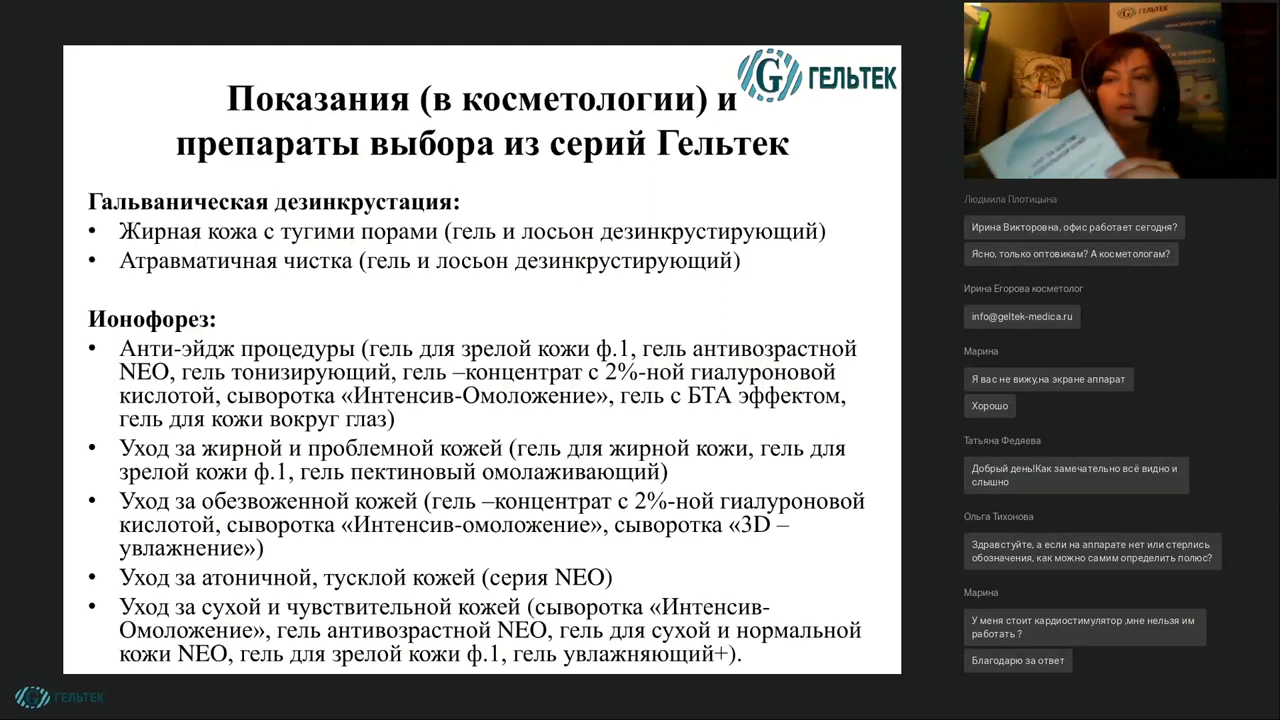 ГЕЛЬТЕК
Показания (в косметологии) и
препараты выбора из серий Гельтек
Гальваническая дезинкрустация:
• Жирная кожа с тугими порами (гель и лосьон дезинкрустирующий)
• Атравматичная чистка (гель и лосьон дезинкрустирующий)
Ионофорез:
• Анти-эйдж процедуры (гель для зрелой кожи ф.1, гель антивозрастной
NEO, гель тонизирующий, гель –концентрат с 2%-ной гиалуроновой
кислотой, сыворотка «Интенсив-Омоложение», гель с БТА эффектом,
гель для кожи вокруг глаз)
• Уход за жирной и проблемной кожей (гель для жирной кожи, гель для
зрелой кожи ф.1, гель пектиновый омолаживающий)
• Уход за обезвоженной кожей (гель –концентрат с 2%-ной гиалуроновой
кислотой, сыворотка «Интенсив-омоложение», сыворотка «3D –
увлажнение»)
• Уход за атоничной, тусклой кожей (серия NEO)
• Уход за сухой и чувствительной кожей (сыворотка «Интенсив-
Омоложение», гель антивозрастной NEO, гель для сухой и нормальной
кожи NEO, гель для зрелой кожи ф.1, гель увлажняющий+).
ГЕЛЬТЕК
ГЕЛЬТЕК
Людмила Плотицына
Ирина Викторовна, офис работает сегодня?
Ясно, только оптовикам? А косметологам?
Ирина Егорова косметолог
info@geltek-medica.ru
Марина
Я вас не вижу,на экране аппарат
Хорошо
Татьяна Федяева
Добрый день!Как замечательно всё видно и
слышно
Ольга Тихонова
Здравстуйте, а если на аппарате нет или стерлись
обозначения, как можно самим определить полюс?
Марина
У меня стоит кардиостимулятор ,мне нельзя им
работать ?
Благодарю за ответ